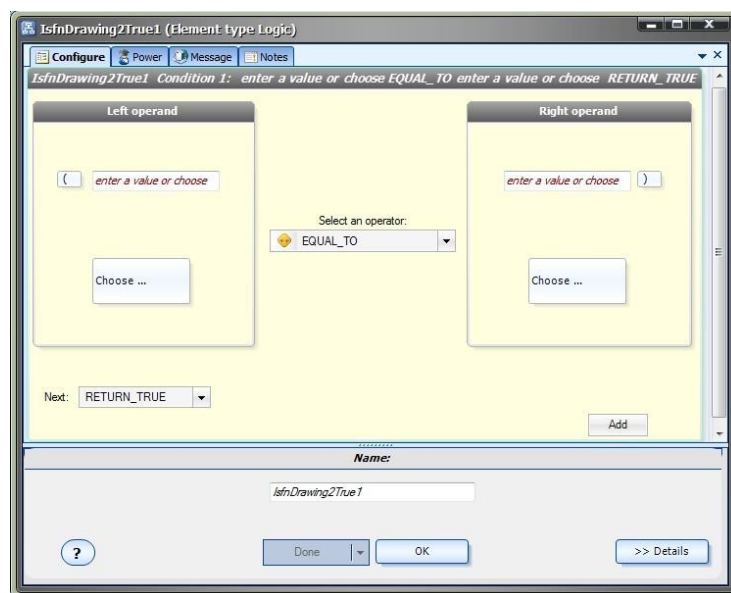 IsfnDrawing2True1 (Element type Logic)
Configure Power Message Notes
IsfnDrawing2True1 Condition 1: enter a value or choose EQUAL_TO enter a value or choose RETURN_TRUE
Left operand
Right operand
( enter a value or choose
enter a value or choose )
Select an operator:
EQUAL_TO
Choose ...
Choose ...
Next: RETURN_TRUE
Add
Name:
IsfnDrawing2True1
? Done OK >> Details